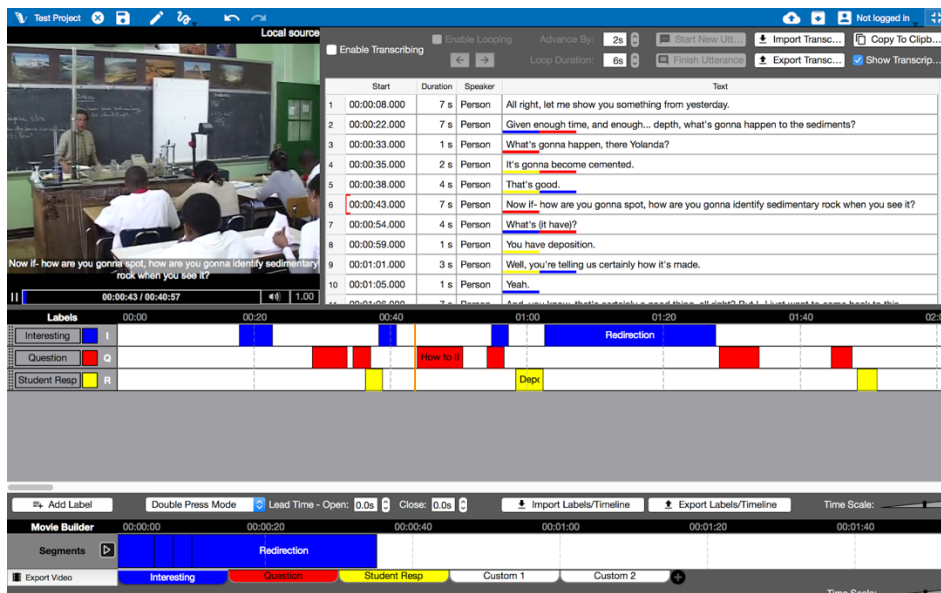 Test Project
Not logged in
Local source
Enable Transcribing
Enable Looping
Advance By: 2s
Start New Utt...
Import Transc...
Copy To Clipb...
Loop Duration: 6s
Finish Utterance
Export Transc...
Show Transcrip...
Start Duration Speaker Text
1 00:00:08.000 7 s Person All right, let me show you something from yesterday.
2 00:00:22.000 7 s Person Given enough time, and enough... depth, what's gonna happen to the sediments?
3 00:00:33.000 1 s Person What's gonna happen, there Yolanda?
4 00:00:35.000 2 s Person It's gonna become cemented.
5 00:00:38.000 4 s Person That's good.
6 00:00:43.000 7 s Person Now if- how are you gonna spot, how are you gonna identify sedimentary rock when you see it?
7 00:00:54.000 4 s Person What's (it have)?
8 00:00:59.000 1 s Person You have deposition.
9 00:01:01.000 3 s Person Well, you're telling us certainly how it's made.
10 00:01:05.000 1 s Person Yeah.
Now if- how are you gonna spot, how are you gonna identify sedimentary
rock when you see it?
00:00:43 / 00:40:57 1.00
Labels 00:00 00:20 00:40 01:00 01:20 01:40 02:0
Interesting I Redirection
Question Q How to it
Student Resp R Depo
Add Label
Double Press Mode
Lead Time - Open: 0.0s Close: 0.0s
Import Labels/Timeline
Export Labels/Timeline
Time Scale:
Movie Builder 00:00:00 00:00:20 00:00:40 00:01:00 00:01:20 00:01:40
Segments Redirection
Export Video Interesting Question Student Resp Custom 1 Custom 2
Time Scale: